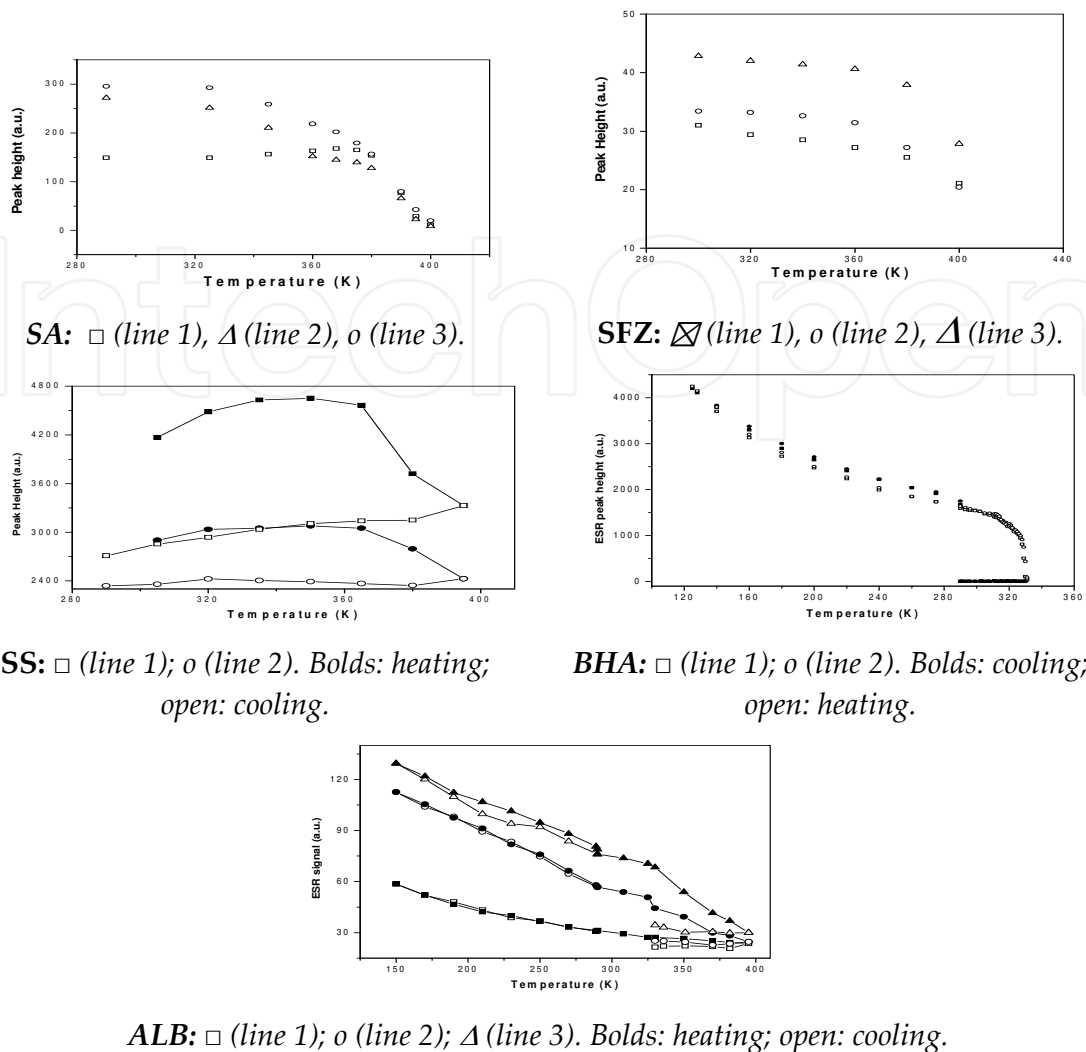 50
40
30
20
10
280
320
360
400
440
Peak Height (a.u.)
Temperature (K)
300
200
100
0
280
320
360
400
Peak height (a.u.)
Temperature (K)
IntechOpen
SA: □ (line 1), Δ (line 2), o (line 3).
SFZ: (line 1), o (line 2), Δ (line 3).
4800
4200
3600
3000
2400
280
320
360
400
Peak Height (a.u.)
Temperature (K)
4000
3000
2000
1000
0
120
160
200
240
280
320
360
ESR peak height (a.u.)
Temperature (K)
SS: □ (line 1); o (line 2). Bolds: heating;
open: cooling.
BHA: □ (line 1); o (line 2). Bolds: cooling;
open: heating.
120
90
60
30
150
200
250
300
350
400
ESR signal (a.u.)
Temperature (K)
ALB: □ (line 1); o (line 2); Δ (line 3). Bolds: heating; open: cooling.